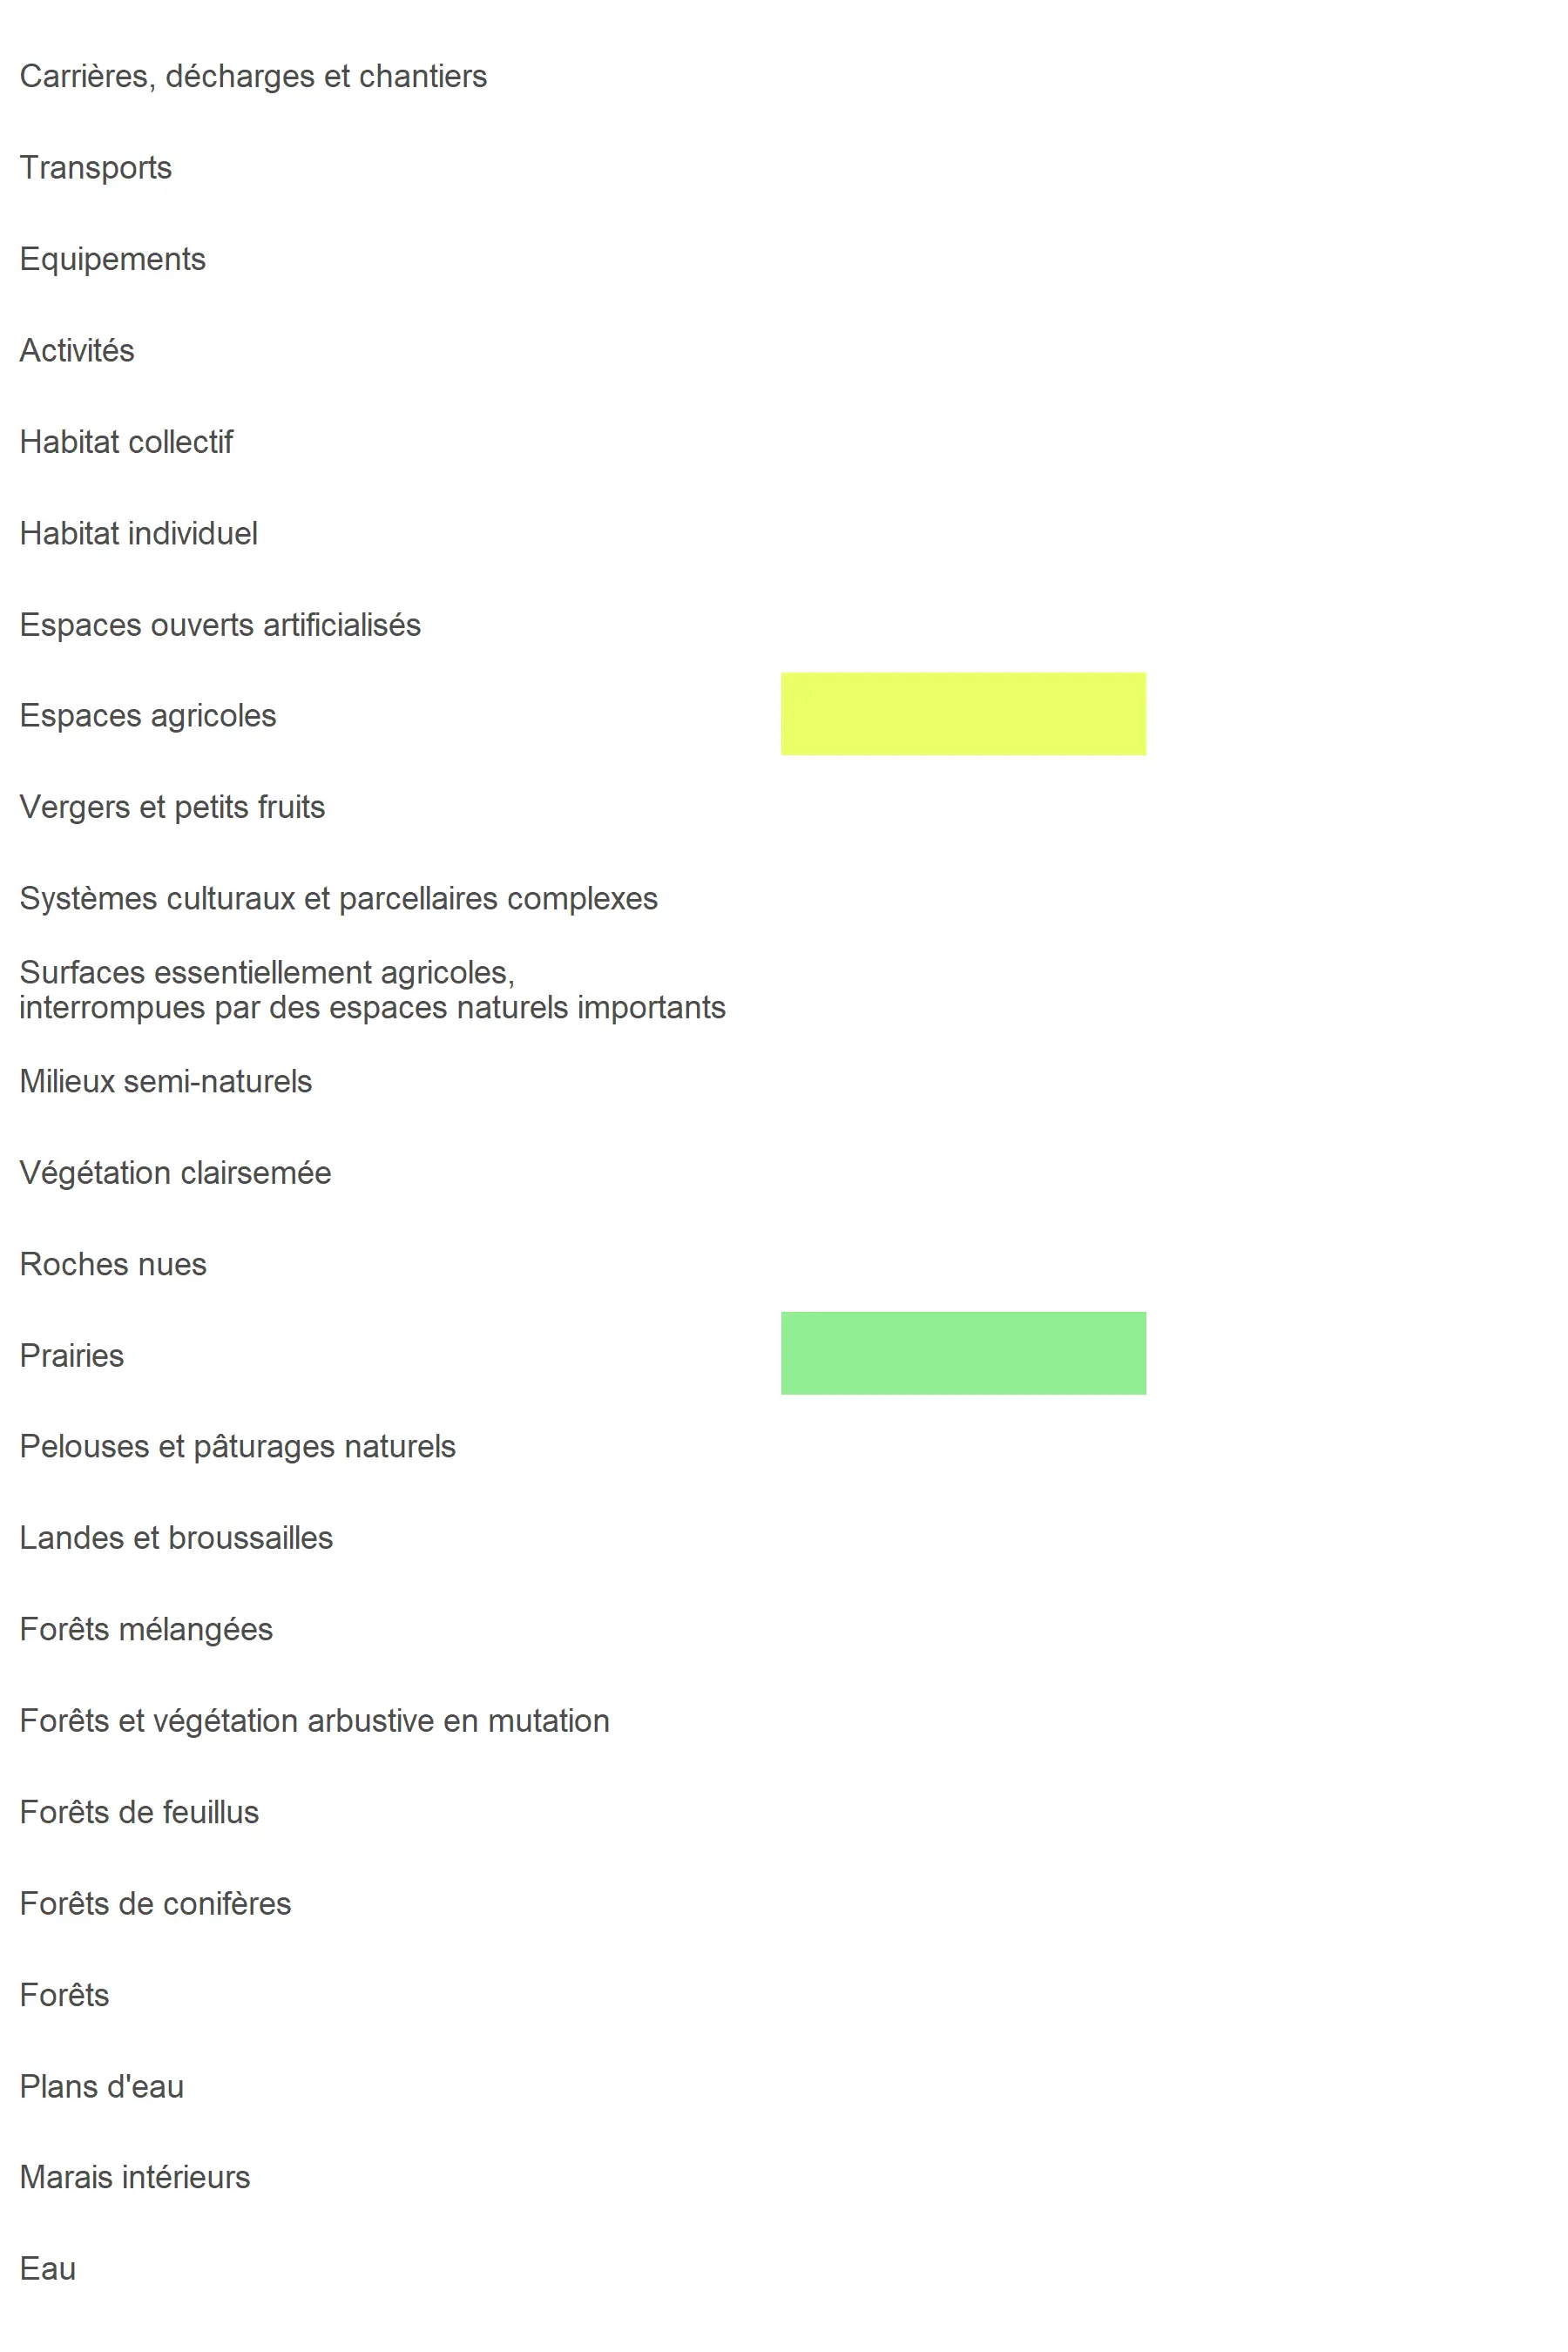 Carrières, décharges et chantiers
Transports
Equipements
Activités
Habitat collectif
Habitat individuel
Espaces ouverts artificialisés
Espaces agricoles
Vergers et petits fruits
Systèmes culturaux et parcellaires complexes
Surfaces essentiellement agricoles,
interrompues par des espaces naturels importants
Milieux semi-naturels
Végétation clairsemée
Roches nues
Prairies
Pelouses et pâturages naturels
Landes et broussailles
Forêts mélangées
Forêts et végétation arbustive en mutation
Forêts de feuillus
Forêts de conifères
Forêts
Plans d'eau
Marais intérieurs
Eau